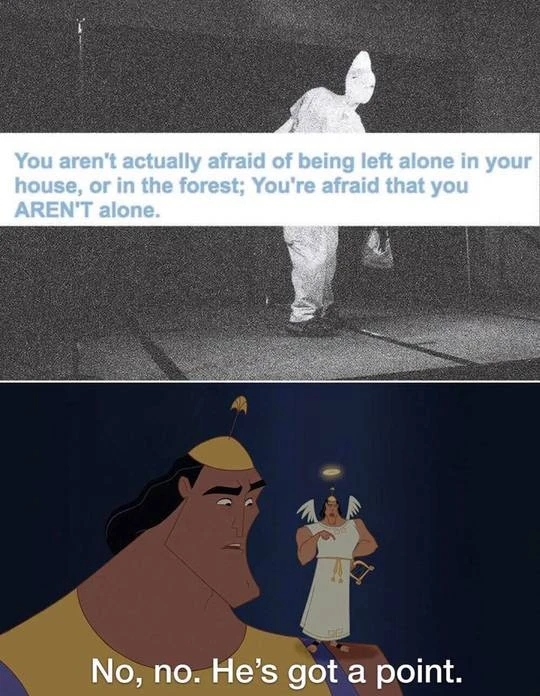 You aren't actually afraid of being left alone in your
house, or in the forest; You're afraid that you
AREN'T alone.
No, no. He's got a point.